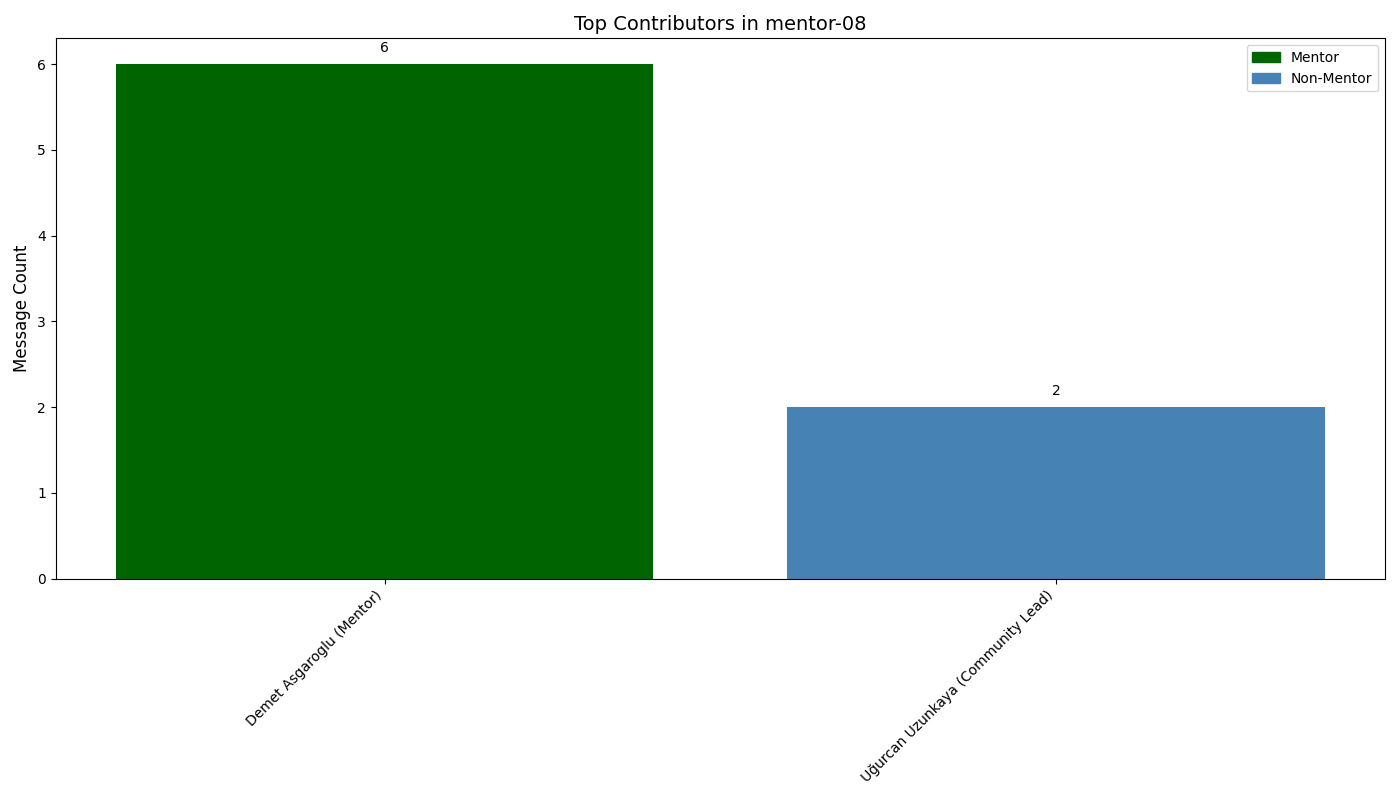 Top Contributors in mentor-08
6
Mentor
Non-Mentor
6
5
4
3
2
1
0
2
Message Count
Demet Asgaroglu (Mentor)
Uğurcan Uzunkaya (Community Lead)